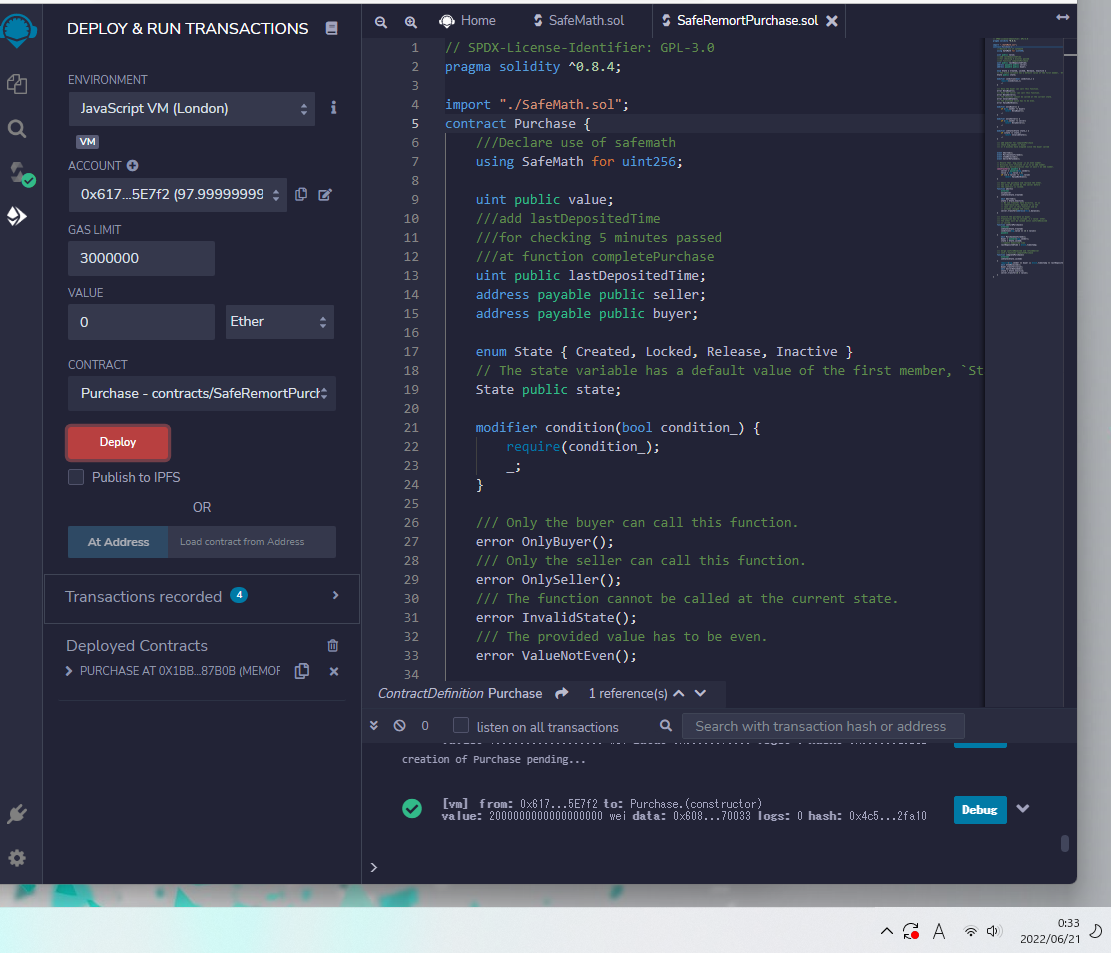 DEPLOY & RUN TRANSACTIONS
ENVIRONMENT
JavaScript VM (London)
VM
ACCOUNT
0x617...5E7f2 (97.99999999
GAS LIMIT
3000000
VALUE
0
Ether
CONTRACT
Purchase - contracts/SafeRemortPurch
Deploy
Publish to IPFS
OR
At Address
Load contract from Address
Transactions recorded 4
Deployed Contracts
PURCHASE AT 0X1BB...87B0B (MEMOR
Home
SafeMath.sol
SafeRemortPurchase.sol
1 // SPDX-License-Identifier: GPL-3.0
2 pragma solidity ^0.8.4;
3
4 import "./SafeMath.sol";
5 contract Purchase {
6 ///Declare use of safemath
7 using SafeMath for uint256;
8
9 uint public value;
10 ///add lastDepositedTime
11 ///for checking 5 minutes passed
12 ///at function completePurchase
13 uint public lastDepositedTime;
14 address payable public seller;
15 address payable public buyer;
16
17 enum State { Created, Locked, Release, Inactive }
18 // The state variable has a default value of the first member, `St
19 State public state;
20
21 modifier condition(bool condition_) {
22 require(condition_);
23 _;
24 }
25
26 /// Only the buyer can call this function.
27 error OnlyBuyer();
28 /// Only the seller can call this function.
29 error OnlySeller();
30 /// The function cannot be called at the current state.
31 error InvalidState();
32 /// The provided value has to be even.
33 error ValueNotEven();
34
ContractDefinition Purchase 1 reference(s)
0
listen on all transactions
Search with transaction hash or address
creation of Purchase pending...
[vm] from: 0x617...5E7f2 to: Purchase.(constructor)
value: 2000000000000000000 wei data: 0x608...70033 logs: 0 hash: 0x4c5...2fa10
Debug
>
A
0:33
2022/06/21